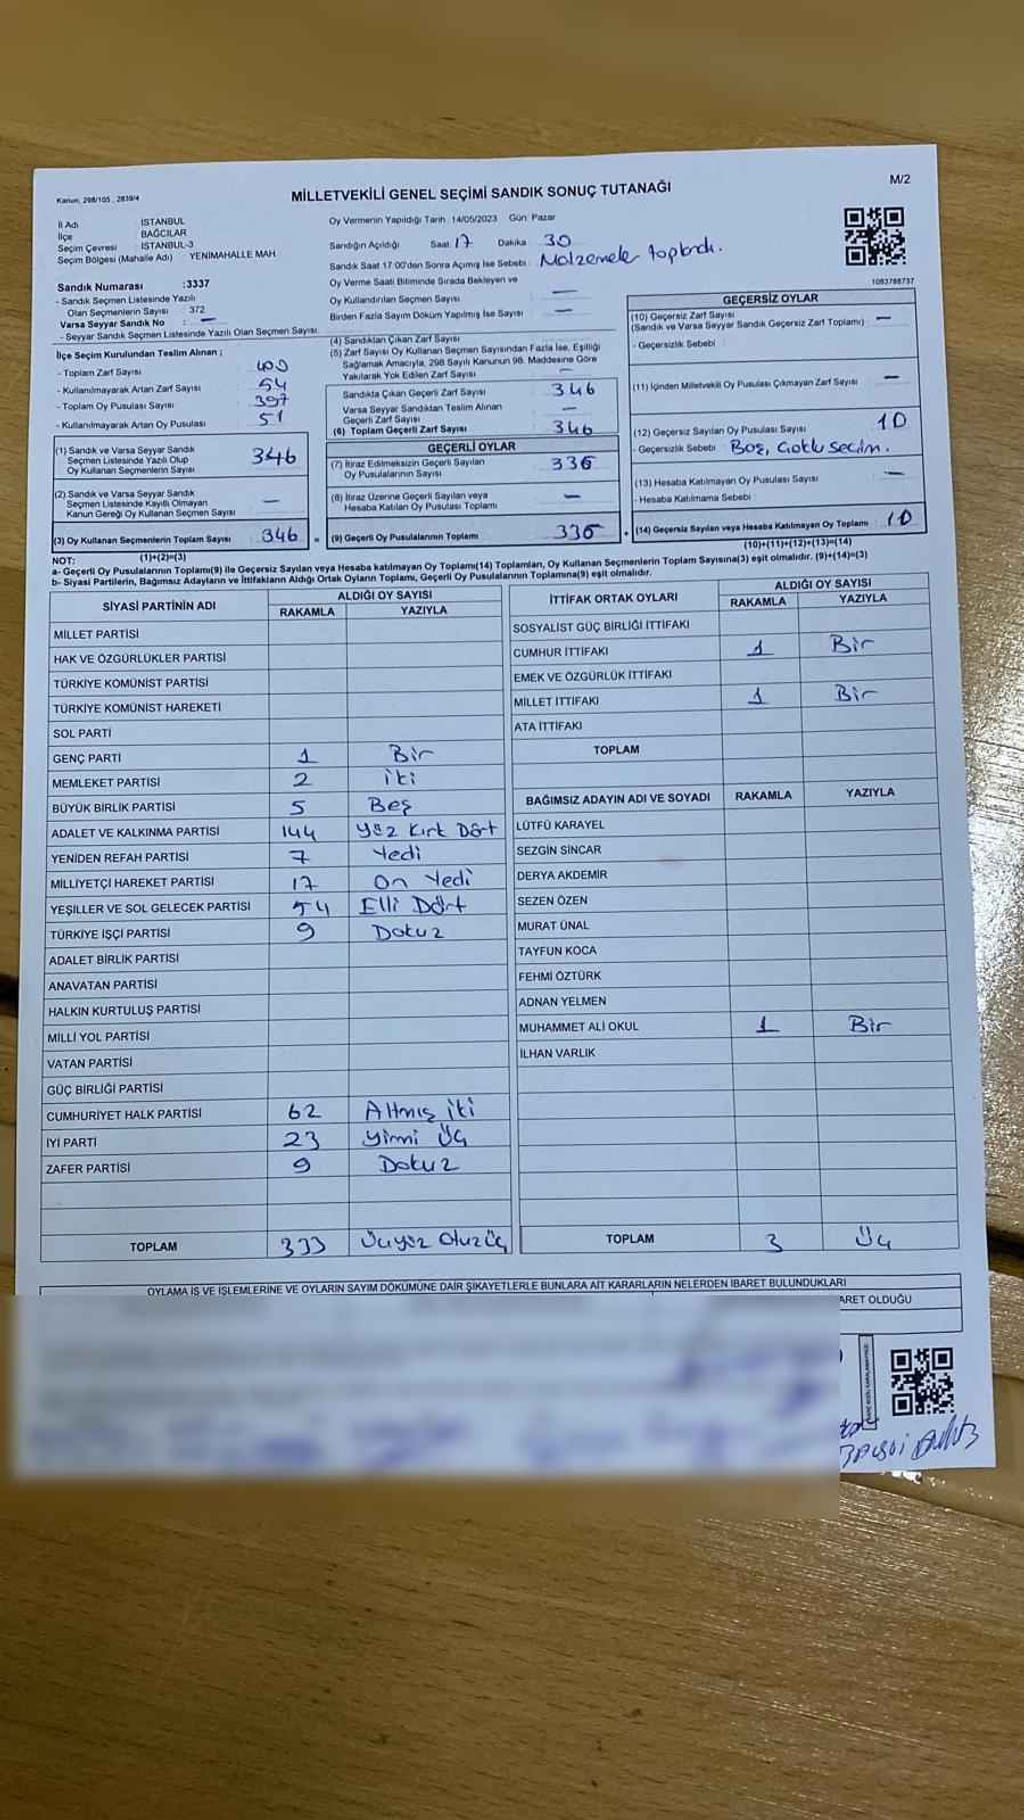 Kanun; 298/105 , 2839/4
MİLLETVEKİLİ GENEL SEÇİMİ SANDIK SONUÇ TUTANAĞI
M/2
İl Adı İSTANBUL
İlçe BAĞCILAR
Seçim Çevresi İSTANBUL-3
Seçim Bölgesi (Mahalle Adı) YENİMAHALLE MAH.
Sandık Numarası :3337
- Sandık Seçmen Listesinde Yazılı
Olan Seçmenlerin Sayısı : 372
Varsa Seyyar Sandık No : —
- Seyyar Sandık Seçmen Listesinde Yazılı Olan Seçmen Sayısı:
Oy Vermenin Yapıldığı Tarih :14/05/2023 Gün: Pazar
Sandığın Açıldığı Saat 17 Dakika 30
Sandık Saat 17:00'den Sonra Açımış İse Sebebi : Malzemeler toplandı.
Oy Verme Saati Bitiminde Sırada Bekleyen ve
Oy Kullandırılan Seçmen Sayısı —
Birden Fazla Sayım Döküm Yapılmış İse Sayısı —
1083788737
İlçe Seçim Kurulundan Teslim Alınan ;
- Toplam Zarf Sayısı 400
- Kullanılmayarak Artan Zarf Sayısı 54
- Toplam Oy Pusulası Sayısı 397
- Kullanılmayarak Artan Oy Pusulası 51
(1) Sandık ve Varsa Seyyar Sandık
Seçmen Listesinde Yazılı Olup
Oy Kullanan Seçmenlerin Sayısı 346
(2) Sandık ve Varsa Seyyar Sandık
Seçmen Listesinde Kayıtlı Olmayan
Kanun Gereği Oy Kullanan Seçmen Sayısı —
(3) Oy Kullanan Seçmenlerin Toplam Sayısı 346
(1)+(2)=(3)
(4) Sandıktan Çıkan Zarf Sayısı
(5) Zarf Sayısı Oy Kullanan Seçmen Sayısından Fazla İse, Eşitliği
Sağlamak Amacıyla, 298 Sayılı Kanunun 98. Maddesine Göre
Yakılarak Yok Edilen Zarf Sayısı —
Sandıkta Çıkan Geçerli Zarf Sayısı 346
Varsa Seyyar Sandıktan Teslim Alınan
Geçerli Zarf Sayısı —
(6) Toplam Geçerli Zarf Sayısı 346
GEÇERLİ OYLAR
(7) İtiraz Edilmeksizin Geçerli Sayılan
Oy Pusulalarının Sayısı 336
(8) İtiraz Üzerine Geçerli Sayılan veya
Hesaba Katılan Oy Pusulası Toplamı —
(9) Geçerli Oy Pusulalarının Toplamı 336
GEÇERSİZ OYLAR
(10) Geçersiz Zarf Sayısı —
(Sandık ve Varsa Seyyar Sandık Geçersiz Zarf Toplamı)
- Geçersizlik Sebebi :
(11) İçinden Milletvekili Oy Pusulası Çıkmayan Zarf Sayısı —
(12) Geçersiz Sayılan Oy Pusulası Sayısı 10
- Geçersizlik Sebebi : Boş, Çoklu seçim.
(13) Hesaba Katılmayan Oy Pusulası Sayısı —
- Hesaba Katılmama Sebebi :
(14) Geçersiz Sayılan veya Hesaba Katılmayan Oy Toplamı 10
(10)+(11)+(12)+(13)=(14)
NOT:
a- Geçerli Oy Pusulalarının Toplamı(9) ile Geçersiz Sayılan veya Hesaba katılmayan Oy Toplamı(14) Toplamları, Oy Kullanan Seçmenlerin Toplam Sayısına(3) eşit olmalıdır. (9)+(14)=(3)
b- Siyasi Partilerin, Bağımsız Adayların ve İttifakların Aldığı Ortak Oyların Toplamı, Geçerli Oy Pusulalarının Toplamına(9) eşit olmalıdır.
SİYASİ PARTİNİN ADI ALDIĞI OY SAYISI
RAKAMLA YAZIYLA
MİLLET PARTİSİ
HAK VE ÖZGÜRLÜKLER PARTİSİ
TÜRKİYE KOMÜNİST PARTİSİ
TÜRKİYE KOMÜNİST HAREKETİ
SOL PARTİ
GENÇ PARTİ 1 Bir
MEMLEKET PARTİSİ 2 iki
BÜYÜK BİRLİK PARTİSİ 5 Beş
ADALET VE KALKINMA PARTİSİ 144 Yüz Kırk Dört
YENİDEN REFAH PARTİSİ 7 Yedi
MİLLİYETÇİ HAREKET PARTİSİ 17 On Yedi
YEŞİLLER VE SOL GELECEK PARTİSİ 54 Elli Dört
TÜRKİYE İŞÇİ PARTİSİ 9 Dokuz
ADALET BİRLİK PARTİSİ
ANAVATAN PARTİSİ
HALKIN KURTULUŞ PARTİSİ
MİLLİ YOL PARTİSİ
VATAN PARTİSİ
GÜÇ BİRLİĞİ PARTİSİ
CUMHURİYET HALK PARTİSİ 62 Altmış iki
İYİ PARTİ 23 Yirmi Üç
ZAFER PARTİSİ 9 Dokuz
TOPLAM 333 Üçyüz Otuz üç
İTTİFAK ORTAK OYLARI ALDIĞI OY SAYISI
RAKAMLA YAZIYLA
SOSYALİST GÜÇ BİRLİĞİ İTTİFAKI
CUMHUR İTTİFAKI 1 Bir
EMEK VE ÖZGÜRLÜK İTTİFAKI
MİLLET İTTİFAKI 1 Bir
ATA İTTİFAKI
TOPLAM
BAĞIMSIZ ADAYIN ADI VE SOYADI RAKAMLA YAZIYLA
LÜTFÜ KARAYEL
SEZGİN SİNCAR
DERYA AKDEMİR
SEZEN ÖZEN
MURAT ÜNAL
TAYFUN KOCA
FEHMİ ÖZTÜRK
ADNAN YELMEN
MUHAMMET ALİ OKUL 1 Bir
İLHAN VARLIK
TOPLAM 3 Üç
OYLAMA İŞ VE İŞLEMLERİNE VE OYLARIN SAYIM DÖKÜMÜNE DAİR ŞİKAYETLERLE BUNLARA AİT KARARLARIN NELERDEN İBARET BULUNDUKLARI
ARET OLDUĞU